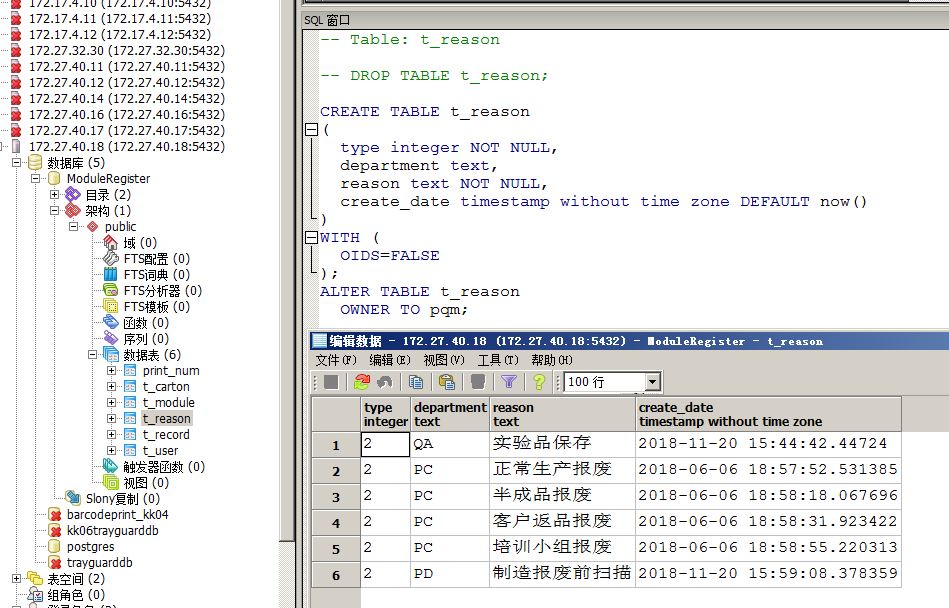 172.17.4.10 (172.17.4.10:5432)
172.17.4.11 (172.17.4.11:5432)
172.17.4.12 (172.17.4.12:5432)
172.27.32.30 (172.27.32.30:5432)
172.27.40.11 (172.27.40.11:5432)
172.27.40.12 (172.27.40.12:5432)
172.27.40.14 (172.27.40.14:5432)
172.27.40.16 (172.27.40.16:5432)
172.27.40.17 (172.27.40.17:5432)
172.27.40.18 (172.27.40.18:5432)
数据库 (5)
ModuleRegister
目录 (2)
架构 (1)
public
域 (0)
FTS配置 (0)
FTS词典 (0)
FTS分析器 (0)
FTS模板 (0)
函数 (0)
序列 (0)
数据表 (6)
print_num
t_carton
t_module
t_reason
t_record
t_user
触发器函数 (0)
视图 (0)
Slony复制 (0)
barcodeprint_kk04
kk06trayguarddb
postgres
trayguarddb
表空间 (2)
组角色 (0)
SQL 窗口
-- Table: t_reason
-- DROP TABLE t_reason;
CREATE TABLE t_reason
(
type integer NOT NULL,
department text,
reason text NOT NULL,
create_date timestamp without time zone DEFAULT now()
)
WITH (
OIDS=FALSE
);
ALTER TABLE t_reason
OWNER TO pqm;
编辑数据 - 172.27.40.18 (172.27.40.18:5432) - ModuleRegister - t_reason
文件(F) 编辑(E) 视图(V) 工具(T) 帮助(H)
100 行
type department reason create_date
integer text text timestamp without time zone
1 2 QA 实验品保存 2018-11-20 15:44:42.44724
2 2 PC 正常生产报废 2018-06-06 18:57:52.531385
3 2 PC 半成品报废 2018-06-06 18:58:18.067696
4 2 PC 客户返品报废 2018-06-06 18:58:31.923422
5 2 PC 培训小组报废 2018-06-06 18:58:55.220313
6 2 PD 制造报废前扫描 2018-11-20 15:59:08.378359